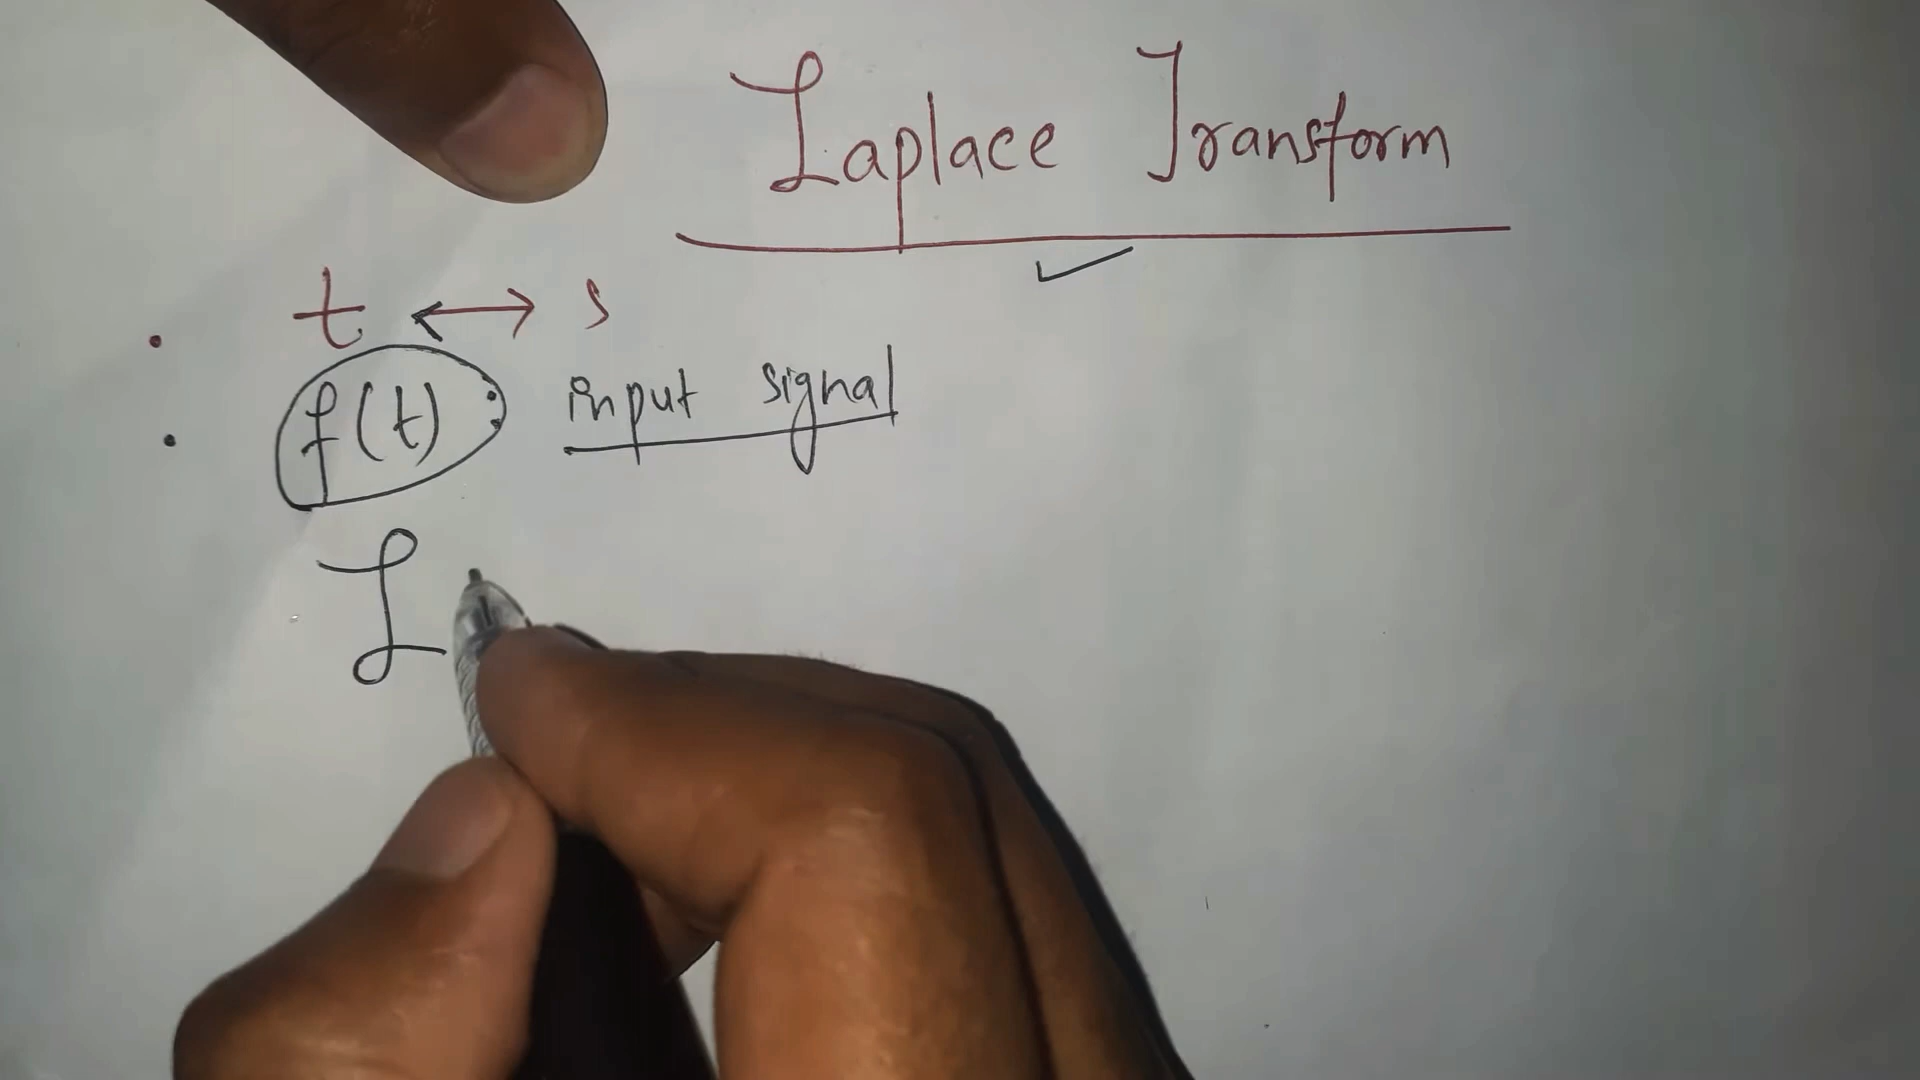 Laplace Transform
• t ↔ s
• f(t) : input signal
ℒ